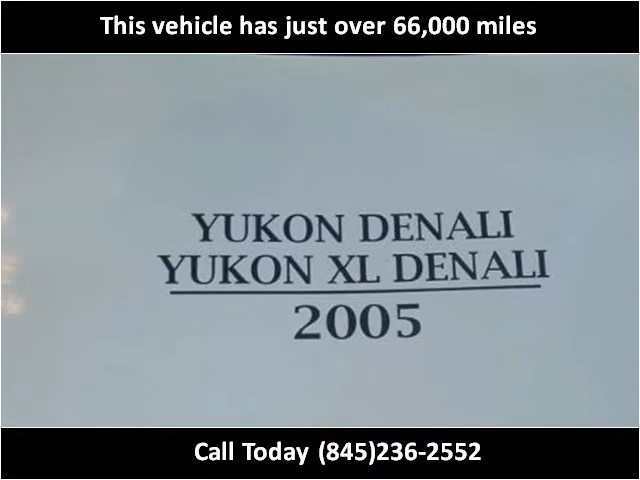 This vehicle has just over 66,000 miles
YUKON DENALI
YUKON XL DENALI
2005
Call Today (845)236-2552